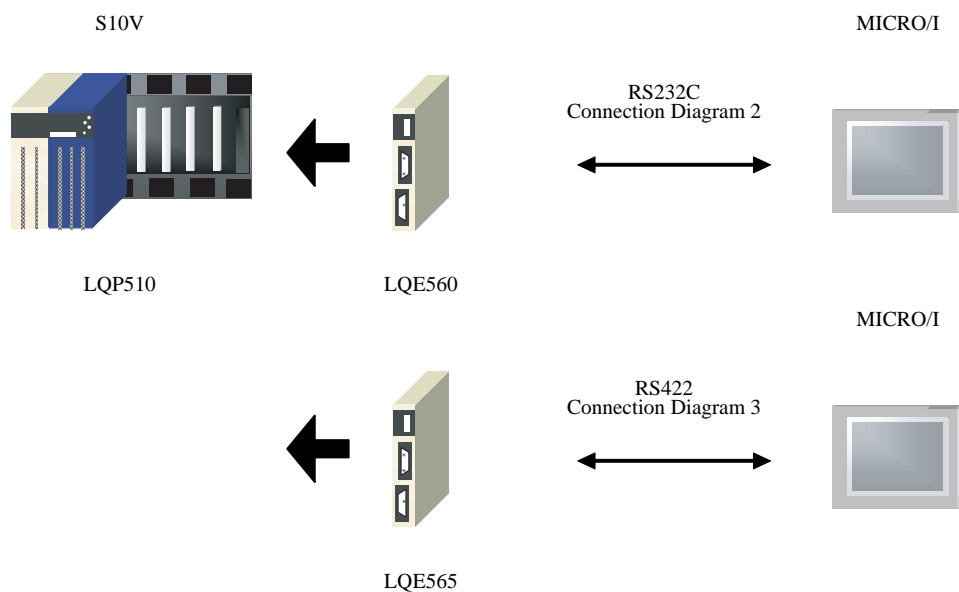 S10V
MICRO/I
RS232C
Connection Diagram 2
LQP510
LQE560
MICRO/I
RS422
Connection Diagram 3
LQE565